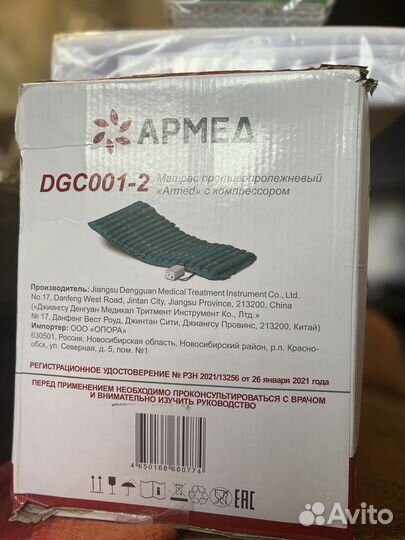 АРМЕД
DGC001-2 Матрас противопролежневый
«Armed» с компрессором
Производитель: Jiangsu Dengguan Medical Treatment Instrument Co., Ltd.
No.17, Danfeng West Road, Jintan City, Jiangsu Province, 213200, China
(«Джиангсу Денгуан Медикал Тритмент Инструмент Ко., Лтд.»
№ 17, Данфенг Вест Роуд, Джинтан Сити, Джиангсу Провинс, 213200, Китай)
Импортер: ООО «ОПОРА»
630501, Россия, Новосибирская область, Новосибирский район, р.п. Красно-
обск, ул. Северная, д. 5, пом. №1
РЕГИСТРАЦИОННОЕ УДОСТОВЕРЕНИЕ № РЗН 2021/13256 от 26 января 2021 года
ПЕРЕД ПРИМЕНЕНИЕМ НЕОБХОДИМО ПРОКОНСУЛЬТИРОВАТЬСЯ С ВРАЧОМ
И ВНИМАТЕЛЬНО ИЗУЧИТЬ РУКОВОДСТВО
4 650168 660774
EAC
Avito